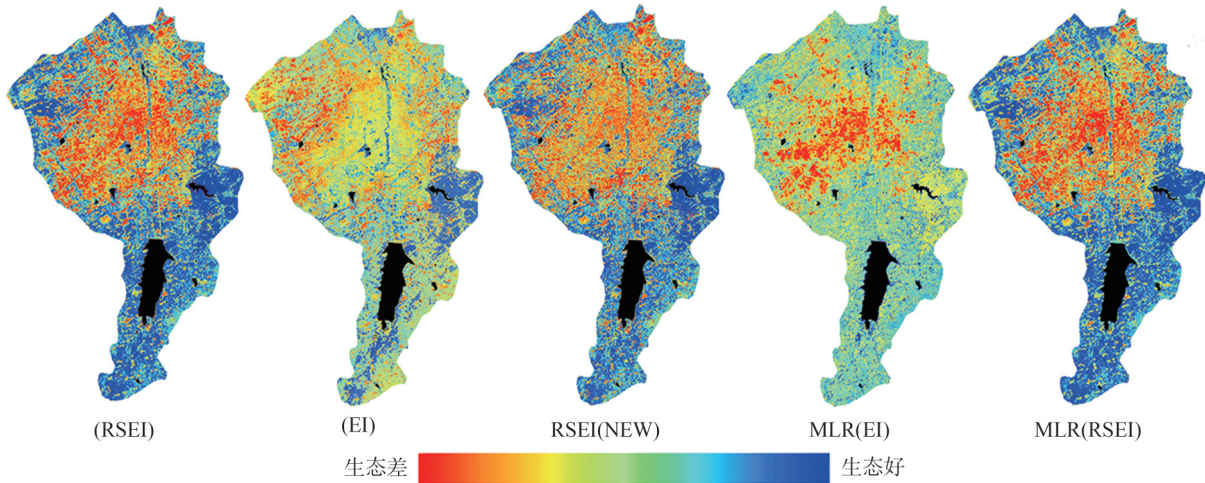 (RSEI)
(EI)
RSEI(NEW)
MLR(EI)
MLR(RSEI)
生态差
生态好